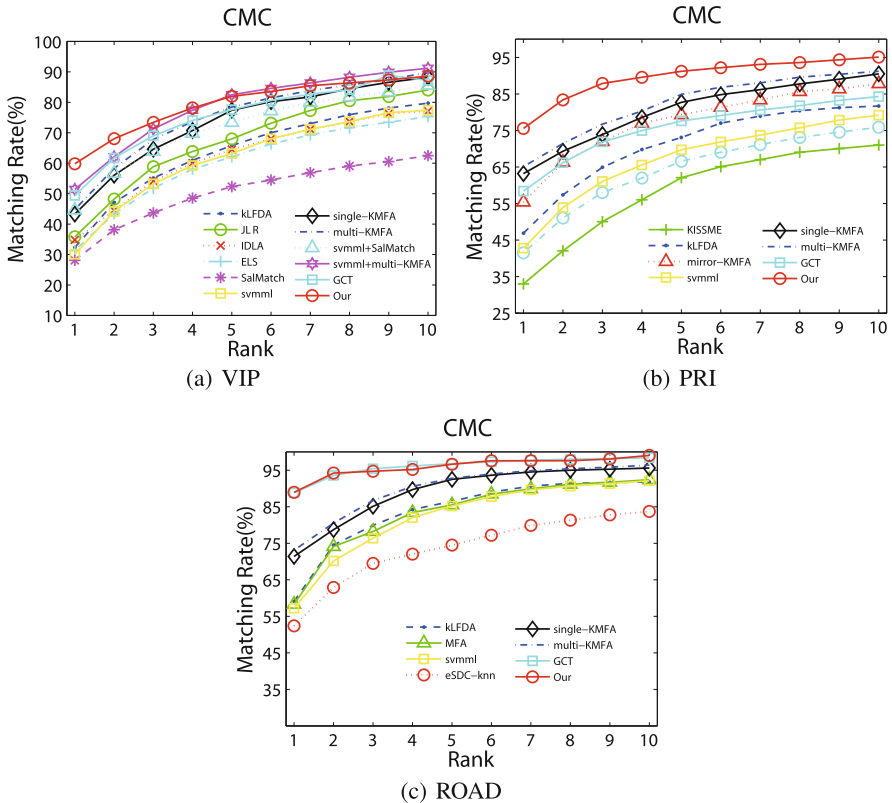 CMC
Matching Rate(%)
100
90
80
70
60
50
40
30
20
10
1 2 3 4 5 6 7 8 9 10
Rank
kLFDA
JLR
IDLA
ELS
SalMatch
svmml
single-KMFA
multi-KMFA
svmml+SalMatch
svmml+multi-KMFA
GCT
Our
(a) VIP
CMC
Matching Rate(%)
95
85
75
65
55
45
35
25
1 2 3 4 5 6 7 8 9 10
Rank
KISSME
kLFDA
mirror-KMFA
svmml
ELS
single-KMFA
multi-KMFA
GCT
Our
(b) PRI
CMC
Matching Rate(%)
95
85
75
65
55
45
35
1 2 3 4 5 6 7 8 9 10
Rank
kLFDA
MFA
svmml
eSDC-knn
single-KMFA
multi-KMFA
GCT
Our
(c) ROAD